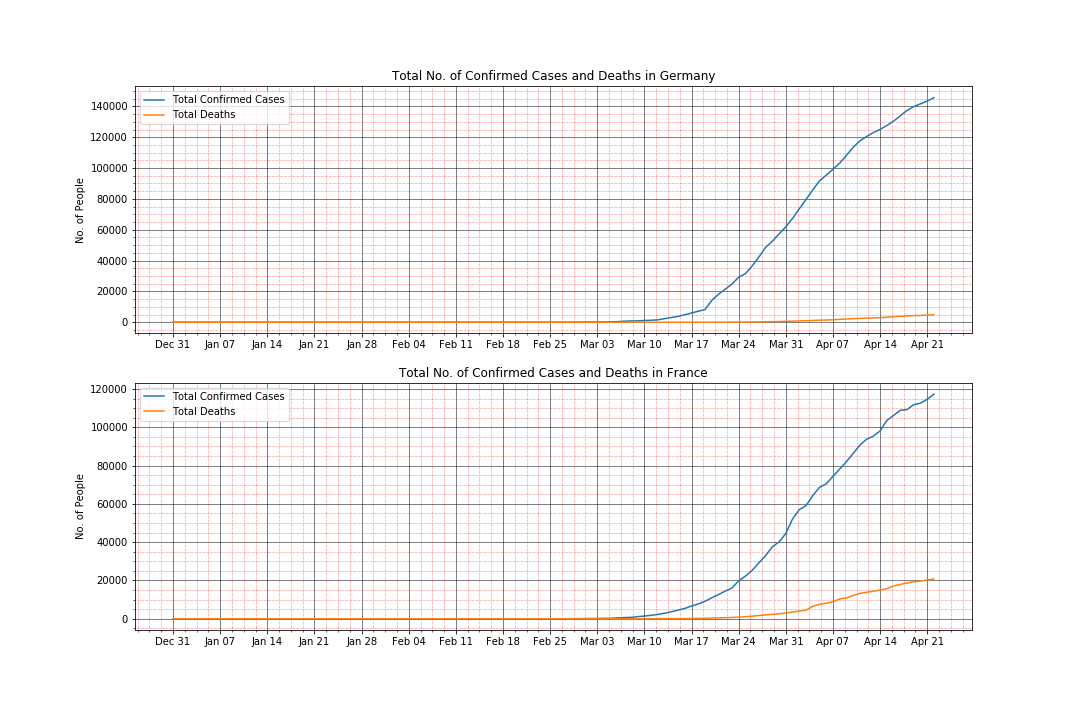 Total No. of Confirmed Cases and Deaths in Germany
Total Confirmed Cases
Total Deaths
No. of People
140000
120000
100000
80000
60000
40000
20000
0
Dec 31 Jan 07 Jan 14 Jan 21 Jan 28 Feb 04 Feb 11 Feb 18 Feb 25 Mar 03 Mar 10 Mar 17 Mar 24 Mar 31 Apr 07 Apr 14 Apr 21
Total No. of Confirmed Cases and Deaths in France
Total Confirmed Cases
Total Deaths
No. of People
120000
100000
80000
60000
40000
20000
0
Dec 31 Jan 07 Jan 14 Jan 21 Jan 28 Feb 04 Feb 11 Feb 18 Feb 25 Mar 03 Mar 10 Mar 17 Mar 24 Mar 31 Apr 07 Apr 14 Apr 21